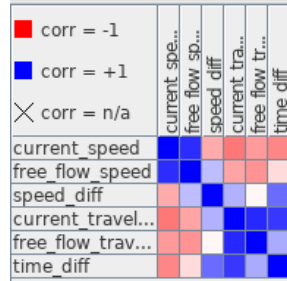 corr = -1
corr = +1
corr = n/a
current_spe...
free_flow_sp...
speed_diff
current_tra...
free_flow_tr...
time_diff
current_speed
free_flow_speed
speed_diff
current_travel...
free_flow_trav...
time_diff